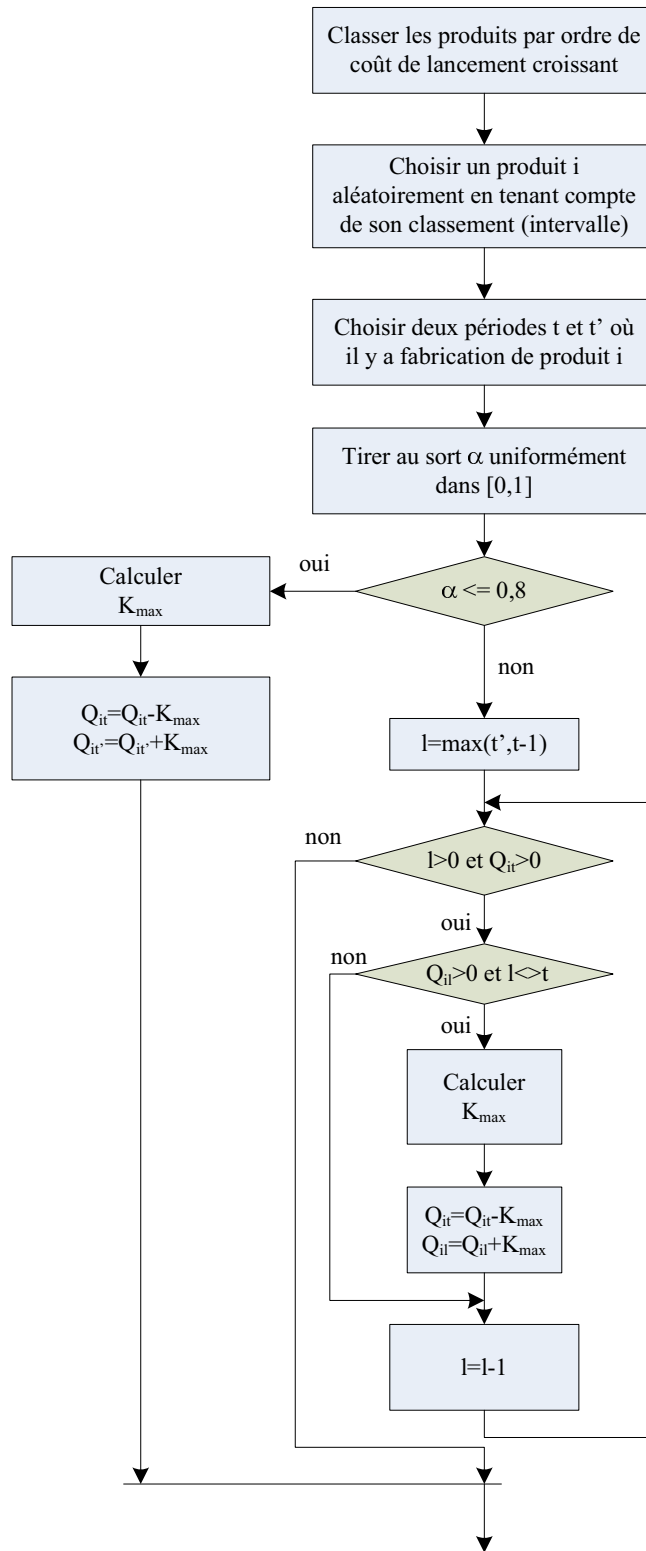 Classer les produits par ordre de
coût de lancement croissant
Choisir un produit i
aléatoirement en tenant compte
de son classement (intervalle)
Choisir deux périodes t et t’ où
il y a fabrication de produit i
Tirer au sort α uniformément
dans [0,1]
α <= 0,8
oui
Calculer
Kmax
Qit=Qit-Kmax
Qit’=Qit’+Kmax
non
l=max(t’,t-1)
non
l>0 et Qit>0
oui
non
Qil>0 et l<>t
oui
Calculer
Kmax
Qit=Qit-Kmax
Qil=Qil+Kmax
l=l-1